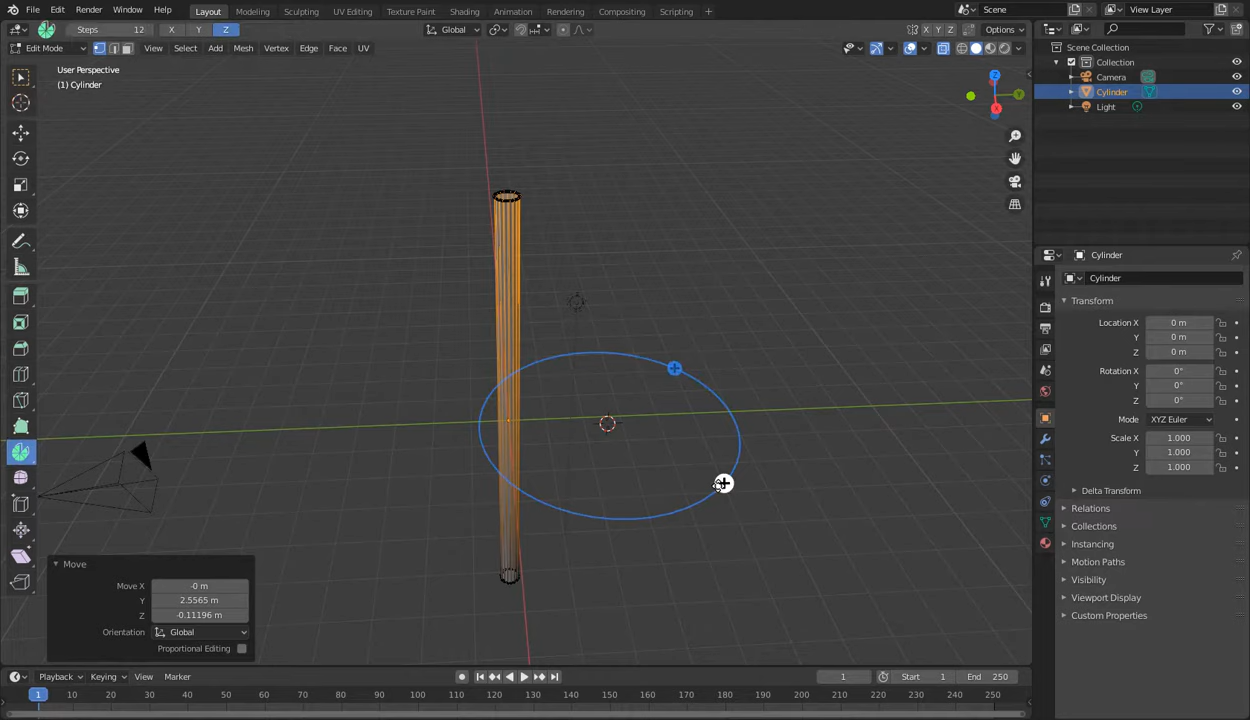 File Edit Render Window Help Layout Modeling Sculpting UV Editing Texture Paint Shading Animation Rendering Compositing Scripting + Scene View Layer
Steps 12 X Y Z Global X Y Z Options
Edit Mode View Select Add Mesh Vertex Edge Face UV
Scene Collection
Collection
Camera
Cylinder
Light
User Perspective
(1) Cylinder
Z
Y
X
Cylinder
Cylinder
Transform
Location X 0 m
Y 0 m
Z 0 m
Rotation X 0°
Y 0°
Z 0°
Mode XYZ Euler
Scale X 1.000
Y 1.000
Z 1.000
Delta Transform
Relations
Collections
Instancing
Motion Paths
Visibility
Viewport Display
Custom Properties
Move
Move X -0 m
Y 2.5565 m
Z -0.11196 m
Orientation Global
Proportional Editing
Playback Keying View Marker 1 Start 1 End 250
1 10 20 30 40 50 60 70 80 90 100 110 120 130 140 150 160 170 180 190 200 210 220 230 240 250